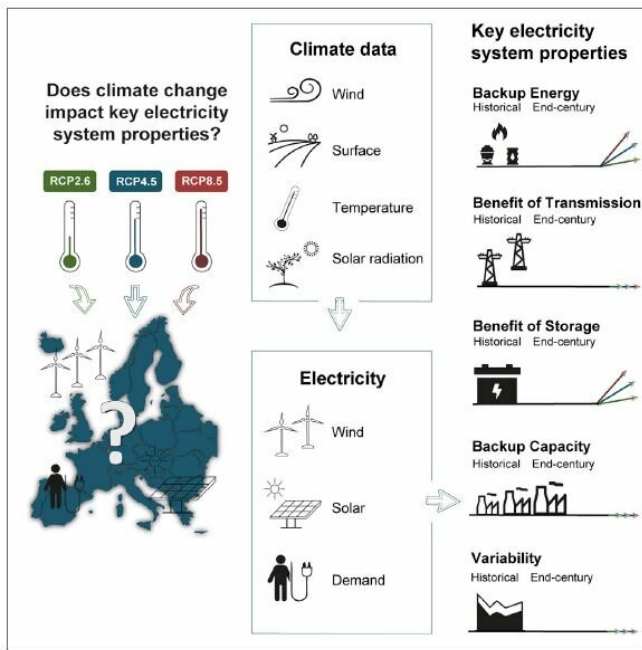 Does climate change
impact key electricity
system properties?
RCP2.6
RCP4.5
RCP8.5
?
Climate data
Wind
Surface
Temperature
Solar radiation
Electricity
Wind
Solar
Demand
Key electricity
system properties
Backup Energy
Historical End-century
Benefit of Transmission
Historical End-century
Benefit of Storage
Historical End-century
Backup Capacity
Historical End-century
Variability
Historical End-century